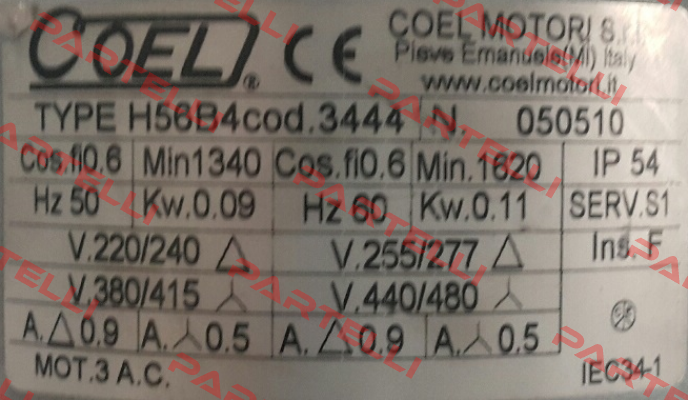 COEL® CE COEL MOTORI S.r.l.
Pieve Emanuele(MI) Italy
www.coelmotori.it
TYPE H56B4cod.3444 N. 050510
Cos.fi0.6 Min1340 Cos.fi0.6 Min.1620 IP 54
Hz 50 Kw.0.09 Hz 60 Kw.0.11 SERV.S1
V.220/240 △ V.255/277 △ Ins.F
V.380/415 ⅄ V.440/480 ⅄
A.△0.9 A.⅄0.5 A.△0.9 A.⅄0.5
MOT.3 A.C. IEC34-1
PARTELLI